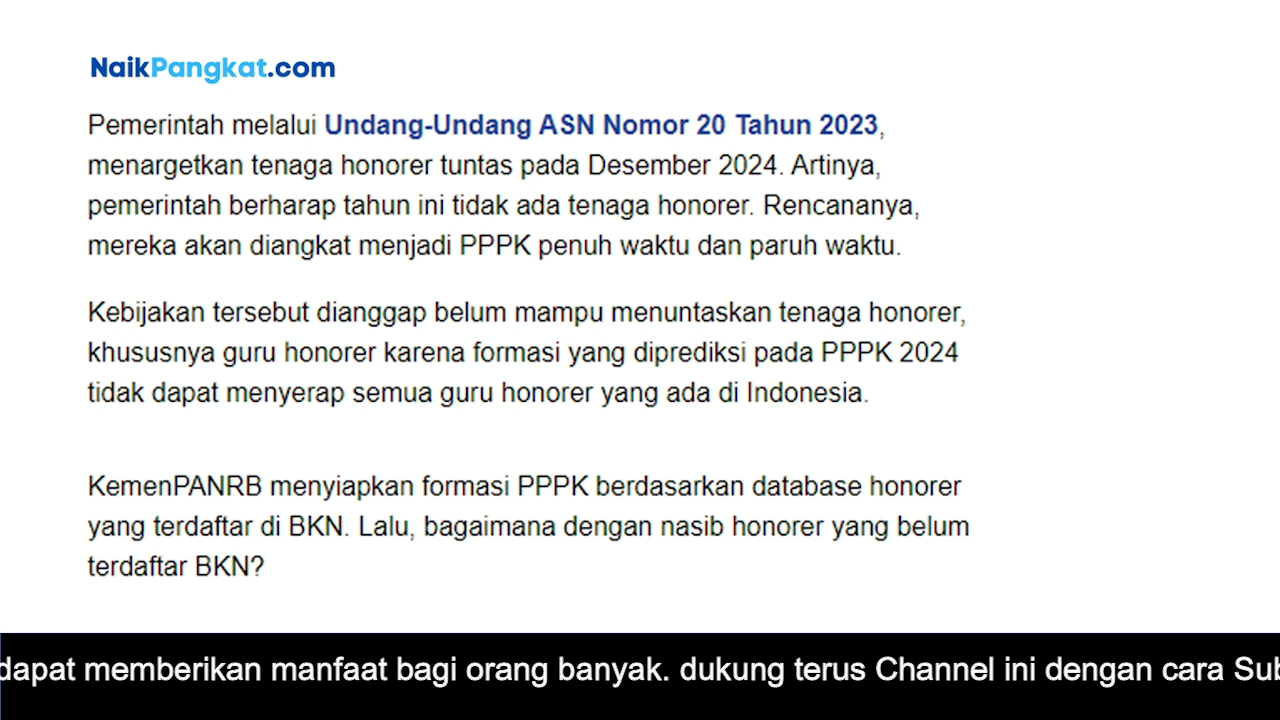 NaikPangkat.com
Pemerintah melalui Undang-Undang ASN Nomor 20 Tahun 2023,
menargetkan tenaga honorer tuntas pada Desember 2024. Artinya,
pemerintah berharap tahun ini tidak ada tenaga honorer. Rencananya,
mereka akan diangkat menjadi PPPK penuh waktu dan paruh waktu.
Kebijakan tersebut dianggap belum mampu menuntaskan tenaga honorer,
khususnya guru honorer karena formasi yang diprediksi pada PPPK 2024
tidak dapat menyerap semua guru honorer yang ada di Indonesia.
KemenPANRB menyiapkan formasi PPPK berdasarkan database honorer
yang terdaftar di BKN. Lalu, bagaimana dengan nasib honorer yang belum
terdaftar BKN?
dapat memberikan manfaat bagi orang banyak. dukung terus Channel ini dengan cara Sub